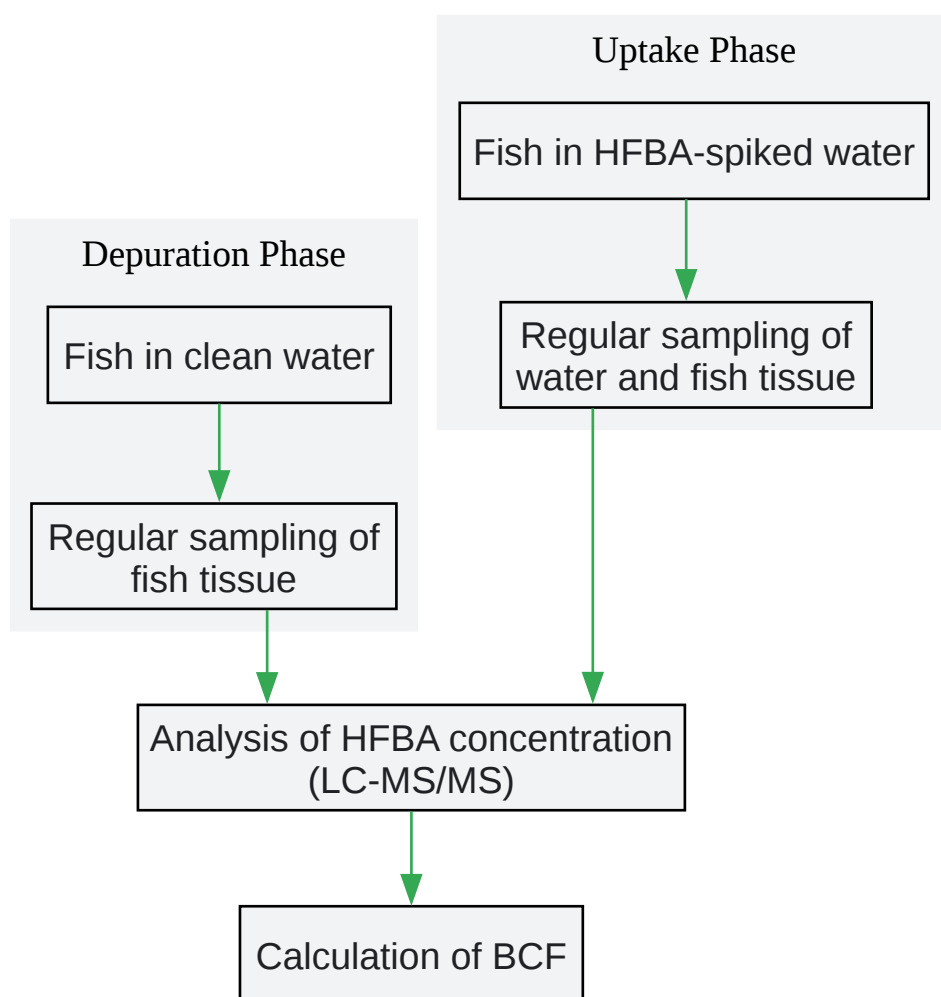 Uptake Phase
Fish in HFBA-spiked water
Regular sampling of
water and fish tissue
Depuration Phase
Fish in clean water
Regular sampling of
fish tissue
Analysis of HFBA concentration
(LC-MS/MS)
Calculation of BCF